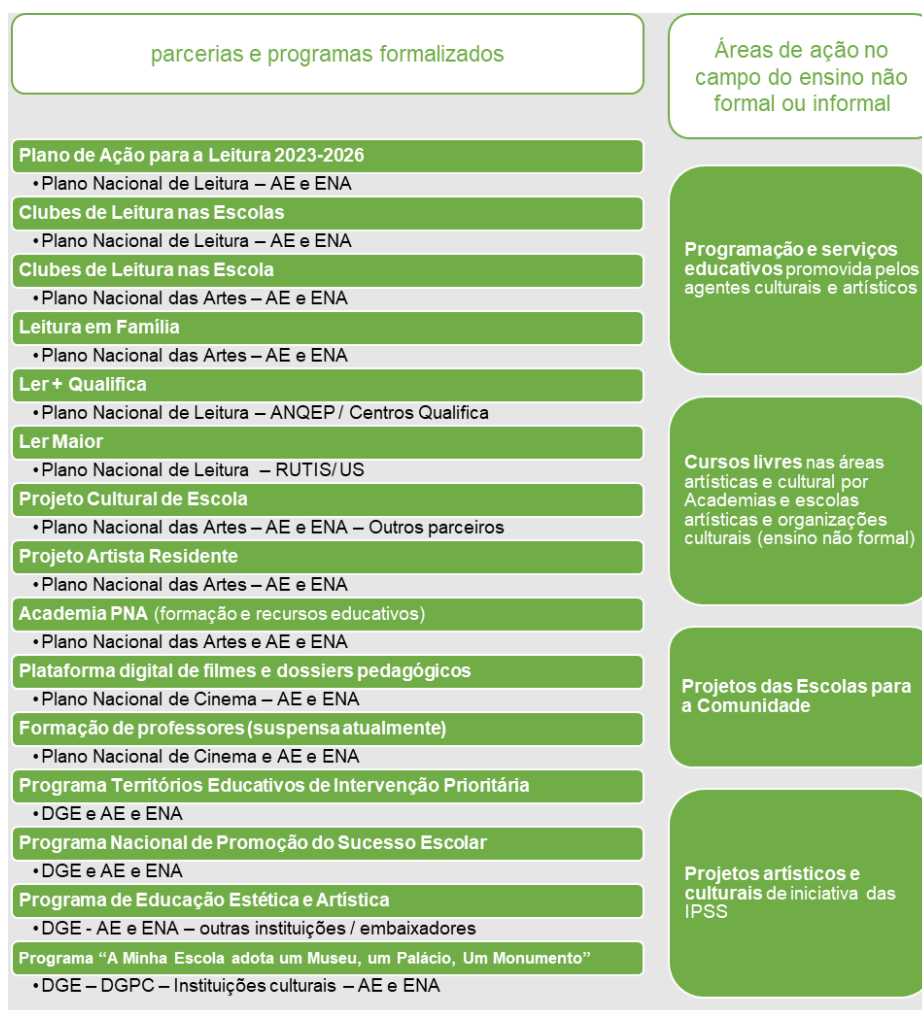 parcerias e programas formalizados
Plano de Ação para a Leitura 2023-2026
•Plano Nacional de Leitura – AE e ENA
Clubes de Leitura nas Escolas
•Plano Nacional de Leitura – AE e ENA
Clubes de Leitura nas Escola
•Plano Nacional das Artes – AE e ENA
Leitura em Família
•Plano Nacional das Artes – AE e ENA
Ler + Qualifica
•Plano Nacional de Leitura – ANQEP / Centros Qualifica
Ler Maior
•Plano Nacional de Leitura – RUTIS/ US
Projeto Cultural de Escola
•Plano Nacional das Artes – AE e ENA – Outros parceiros
Projeto Artista Residente
•Plano Nacional das Artes – AE e ENA
Academia PNA (formação e recursos educativos)
•Plano Nacional das Artes e AE e ENA
Plataforma digital de filmes e dossiers pedagógicos
•Plano Nacional de Cinema – AE e ENA
Formação de professores (suspensa atualmente)
•Plano Nacional de Cinema e AE e ENA
Programa Territórios Educativos de Intervenção Prioritária
•DGE e AE e ENA
Programa Nacional de Promoção do Sucesso Escolar
•DGE e AE e ENA
Programa de Educação Estética e Artística
•DGE - AE e ENA – outras instituições / embaixadores
Programa “A Minha Escola adota um Museu, um Palácio, Um Monumento”
•DGE – DGPC – Instituições culturais – AE e ENA
Áreas de ação no
campo do ensino não
formal ou informal
Programação e serviços
educativos promovida pelos
agentes culturais e artísticos
Cursos livres nas áreas
artísticas e cultural por
Academias e escolas
artísticas e organizações
culturais (ensino não formal)
Projetos das Escolas para
a Comunidade
Projetos artísticos e
culturais de iniciativa das
IPSS